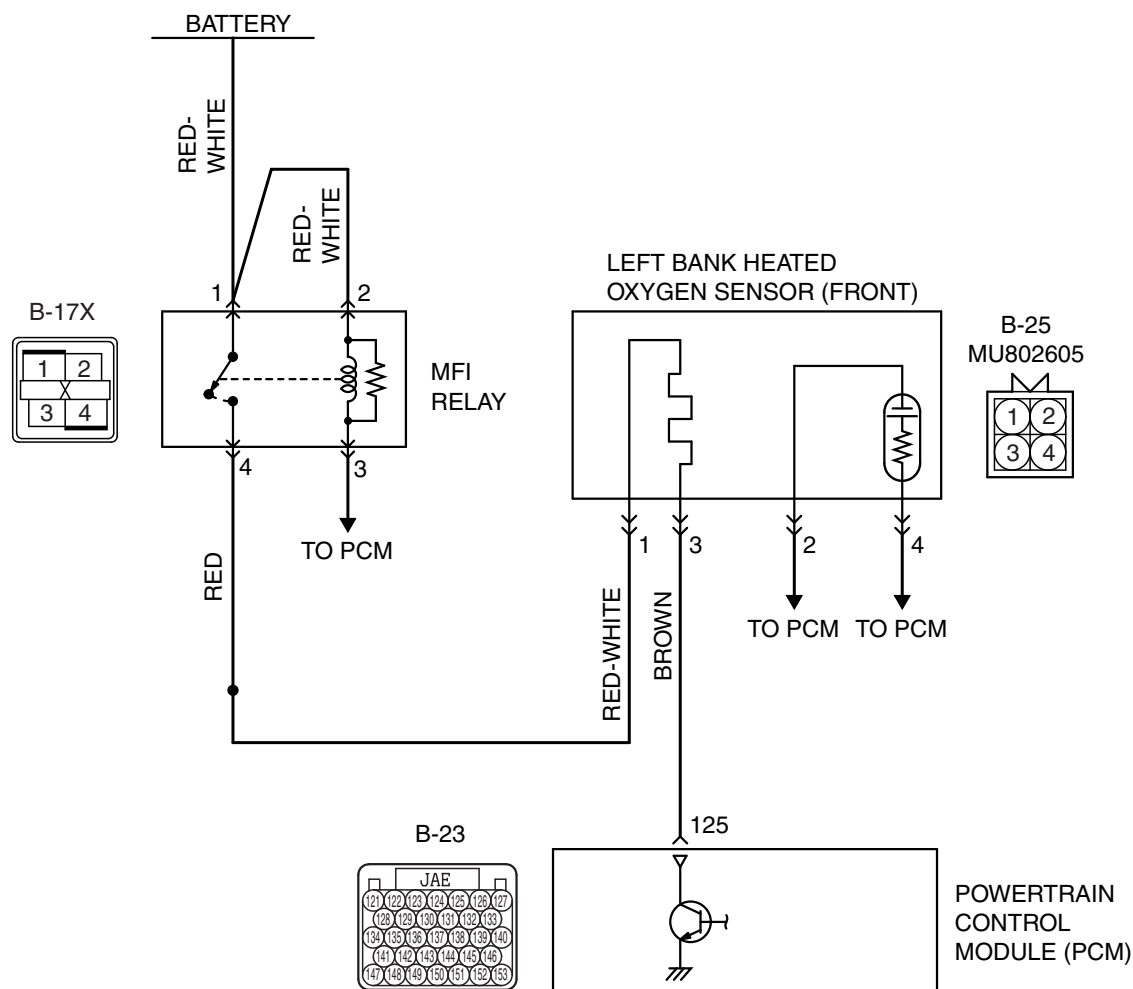 BATTERY
RED-
WHITE
RED-
WHITE
1
2
B-17X
1 2
3 4
MFI
RELAY
4
3
TO PCM
RED
LEFT BANK HEATED
OXYGEN SENSOR (FRONT)
B-25
MU802605
1 2
3 4
1
3
2
4
RED-WHITE
BROWN
TO PCM
TO PCM
B-23
125
JAE
121 122 123 124 125 126 127
128 129 130 131 132 133
134 135 136 137 138 139 140
141 142 143 144 145 146
147 148 149 150 151 152 153
POWERTRAIN
CONTROL
MODULE (PCM)